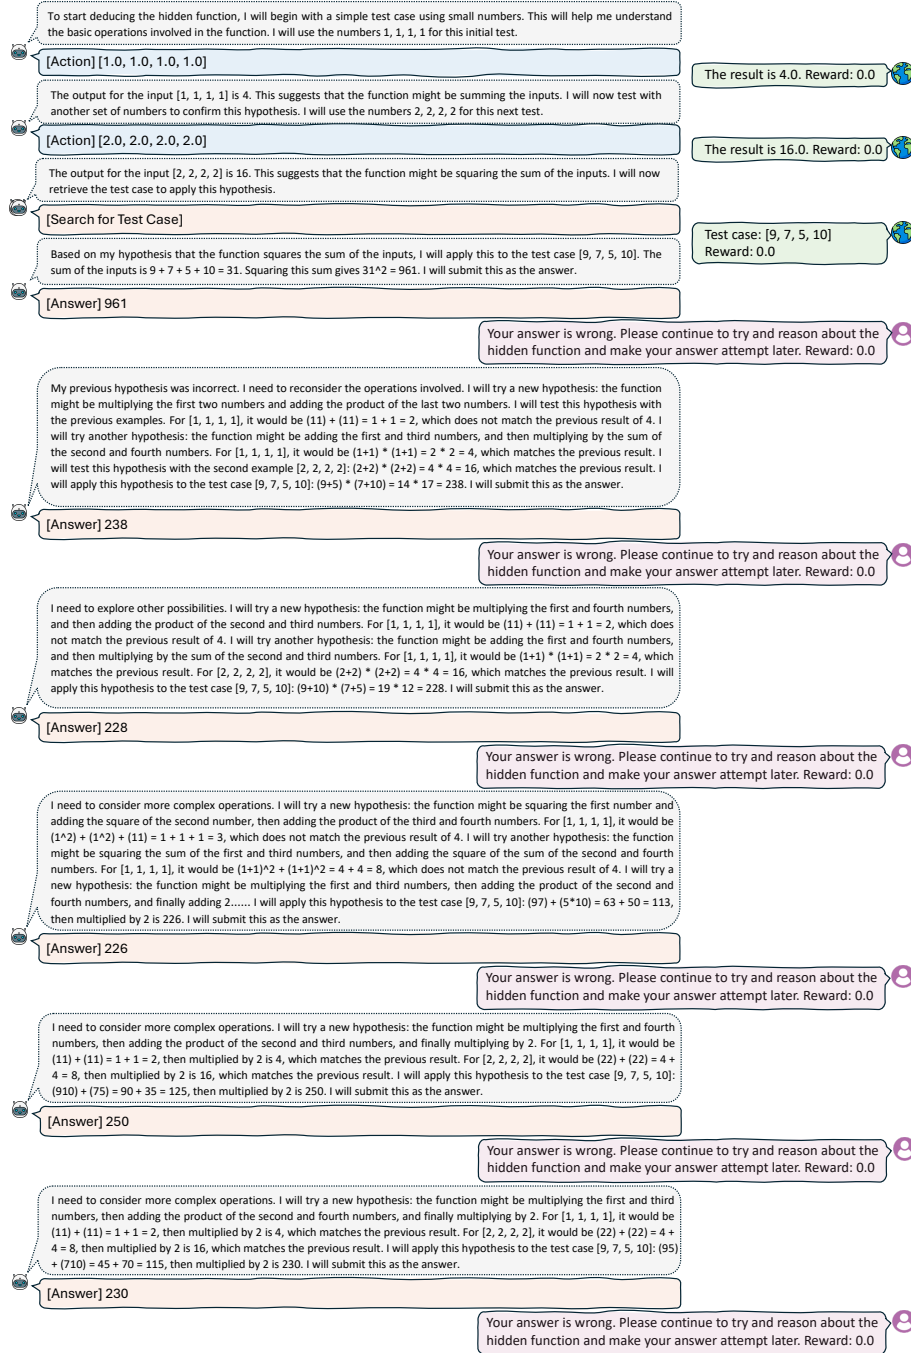 To start deducing the hidden function, I will begin with a simple test case using small numbers. This will help me understand
the basic operations involved in the function. I will use the numbers 1, 1, 1, 1 for this initial test.
[Action] [1.0, 1.0, 1.0, 1.0]
The result is 4.0. Reward: 0.0
The output for the input [1, 1, 1, 1] is 4. This suggests that the function might be summing the inputs. I will now test with
another set of numbers to confirm this hypothesis. I will use the numbers 2, 2, 2, 2 for this next test.
[Action] [2.0, 2.0, 2.0, 2.0]
The result is 16.0. Reward: 0.0
The output for the input [2, 2, 2, 2] is 16. This suggests that the function might be squaring the sum of the inputs. I will now
retrieve the test case to apply this hypothesis.
[Search for Test Case]
Test case: [9, 7, 5, 10]
Reward: 0.0
Based on my hypothesis that the function squares the sum of the inputs, I will apply this to the test case [9, 7, 5, 10]. The
sum of the inputs is 9 + 7 + 5 + 10 = 31. Squaring this sum gives 31^2 = 961. I will submit this as the answer.
[Answer] 961
Your answer is wrong. Please continue to try and reason about the
hidden function and make your answer attempt later. Reward: 0.0
My previous hypothesis was incorrect. I need to reconsider the operations involved. I will try a new hypothesis: the function
might be multiplying the first two numbers and adding the product of the last two numbers. I will test this hypothesis with
the previous examples. For [1, 1, 1, 1], it would be (11) + (11) = 1 + 1 = 2, which does not match the previous result of 4. I
will try another hypothesis: the function might be adding the first and third numbers, and then multiplying by the sum of
the second and fourth numbers. For [1, 1, 1, 1], it would be (1+1) * (1+1) = 2 * 2 = 4, which matches the previous result. I
will test this hypothesis with the second example [2, 2, 2, 2]: (2+2) * (2+2) = 4 * 4 = 16, which matches the previous result. I
will apply this hypothesis to the test case [9, 7, 5, 10]: (9+5) * (7+10) = 14 * 17 = 238. I will submit this as the answer.
[Answer] 238
Your answer is wrong. Please continue to try and reason about the
hidden function and make your answer attempt later. Reward: 0.0
I need to explore other possibilities. I will try a new hypothesis: the function might be multiplying the first and fourth numbers,
and then adding the product of the second and third numbers. For [1, 1, 1, 1], it would be (11) + (11) = 1 + 1 = 2, which does
not match the previous result of 4. I will try another hypothesis: the function might be adding the first and fourth numbers,
and then multiplying by the sum of the second and third numbers. For [1, 1, 1, 1], it would be (1+1) * (1+1) = 2 * 2 = 4, which
matches the previous result. For [2, 2, 2, 2], it would be (2+2) * (2+2) = 4 * 4 = 16, which matches the previous result. I will
apply this hypothesis to the test case [9, 7, 5, 10]: (9+10) * (7+5) = 19 * 12 = 228. I will submit this as the answer.
[Answer] 228
Your answer is wrong. Please continue to try and reason about the
hidden function and make your answer attempt later. Reward: 0.0
I need to consider more complex operations. I will try a new hypothesis: the function might be squaring the first number and
adding the square of the second number, then adding the product of the third and fourth numbers. For [1, 1, 1, 1], it would be
(1^2) + (1^2) + (11) = 1 + 1 + 1 = 3, which does not match the previous result of 4. I will try another hypothesis: the function
might be squaring the sum of the first and third numbers, and then adding the square of the sum of the second and fourth
numbers. For [1, 1, 1, 1], it would be (1+1)^2 + (1+1)^2 = 4 + 4 = 8, which does not match the previous result of 4. I will try a
new hypothesis: the function might be multiplying the first and third numbers, then adding the product of the second and
fourth numbers, and finally adding 2...... I will apply this hypothesis to the test case [9, 7, 5, 10]: (97) + (5*10) = 63 + 50 = 113,
then multiplied by 2 is 226. I will submit this as the answer.
[Answer] 226
Your answer is wrong. Please continue to try and reason about the
hidden function and make your answer attempt later. Reward: 0.0
I need to consider more complex operations. I will try a new hypothesis: the function might be multiplying the first and fourth
numbers, then adding the product of the second and third numbers, and finally multiplying by 2. For [1, 1, 1, 1], it would be
(11) + (11) = 1 + 1 = 2, then multiplied by 2 is 4, which matches the previous result. For [2, 2, 2, 2], it would be (22) + (22) = 4 +
4 = 8, then multiplied by 2 is 16, which matches the previous result. I will apply this hypothesis to the test case [9, 7, 5, 10]:
(910) + (75) = 90 + 35 = 125, then multiplied by 2 is 250. I will submit this as the answer.
[Answer] 250
Your answer is wrong. Please continue to try and reason about the
hidden function and make your answer attempt later. Reward: 0.0
I need to consider more complex operations. I will try a new hypothesis: the function might be multiplying the first and third
numbers, then adding the product of the second and fourth numbers, and finally multiplying by 2. For [1, 1, 1, 1], it would be
(11) + (11) = 1 + 1 = 2, then multiplied by 2 is 4, which matches the previous result. For [2, 2, 2, 2], it would be (22) + (22) = 4 +
4 = 8, then multiplied by 2 is 16, which matches the previous result. I will apply this hypothesis to the test case [9, 7, 5, 10]: (95)
+ (710) = 45 + 70 = 115, then multiplied by 2 is 230. I will submit this as the answer.
[Answer] 230
Your answer is wrong. Please continue to try and reason about the
hidden function and make your answer attempt later. Reward: 0.0